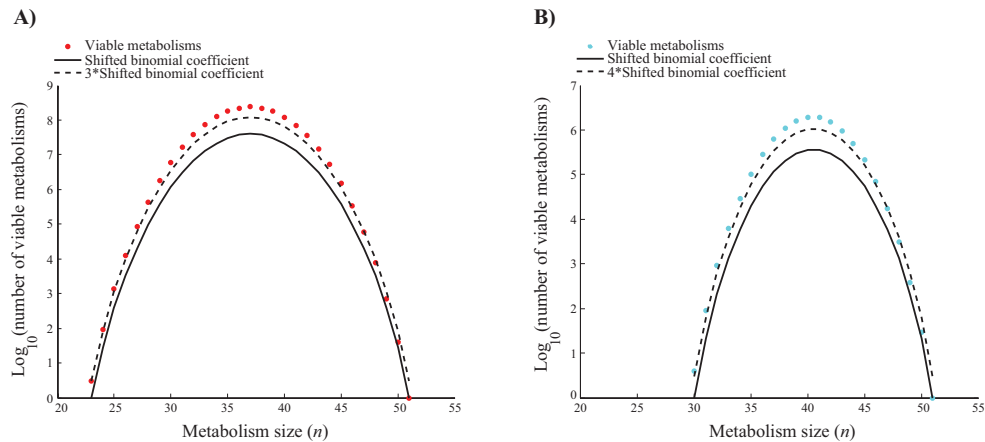 A)
Viable metabolisms
Shifted binomial coefficient
3*Shifted binomial coefficient
9
8
7
6
5
4
3
2
1
0
Log10(number of viable metabolisms)
20 25 30 35 40 45 50 55
Metabolism size (n)
B)
Viable metabolisms
Shifted binomial coefficient
4*Shifted binomial coefficient
7
6
5
4
3
2
1
0
Log10(number of viable metabolisms)
20 25 30 35 40 45 50 55
Metabolism size (n)